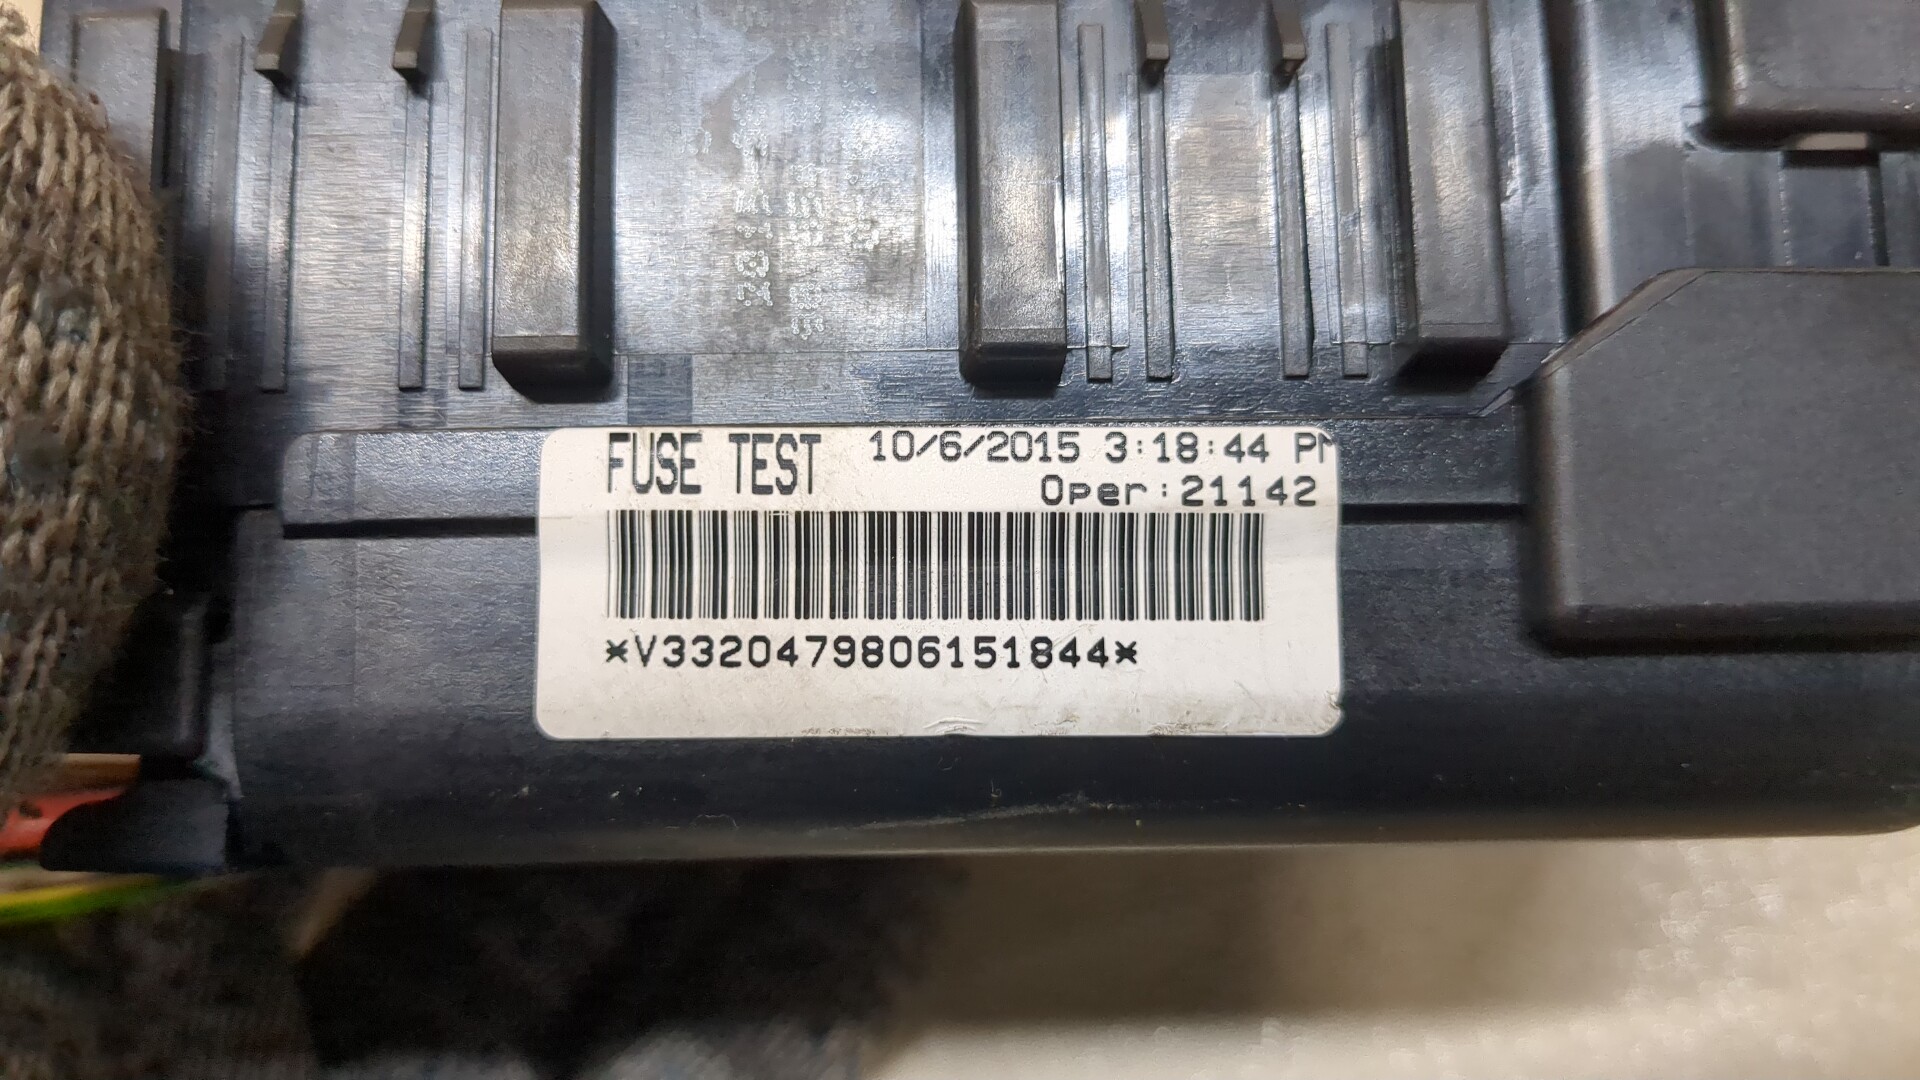 FUSE TEST 10/6/2015 3:18:44 PM
Oper:21142
*V3320479806151844*